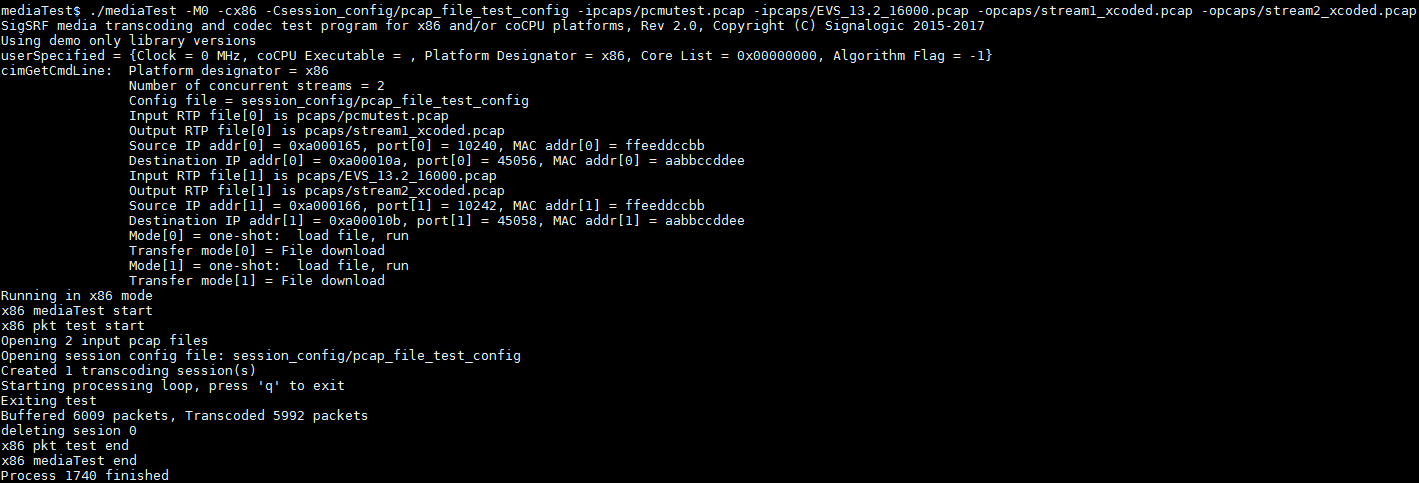 mediaTest$ ./mediaTest -M0 -cx86 -Csession_config/pcap_file_test_config -ipcaps/pcmutest.pcap -ipcaps/EVS_13.2_16000.pcap -opcaps/stream1_xcoded.pcap -opcaps/stream2_xcoded.pcap
SigSRF media transcoding and codec test program for x86 and/or coCPU platforms, Rev 2.0, Copyright (C) Signalogic 2015-2017
Using demo only library versions
userSpecified = {Clock = 0 MHz, coCPU Executable = , Platform Designator = x86, Core List = 0x00000000, Algorithm Flag = -1}
cimGetCmdLine:  Platform designator = x86
                Number of concurrent streams = 2
                Config file = session_config/pcap_file_test_config
                Input RTP file[0] is pcaps/pcmutest.pcap
                Output RTP file[0] is pcaps/stream1_xcoded.pcap
                Source IP addr[0] = 0xa000165, port[0] = 10240, MAC addr[0] = ffeeddccbb
                Destination IP addr[0] = 0xa00010a, port[0] = 45056, MAC addr[0] = aabbccddee
                Input RTP file[1] is pcaps/EVS_13.2_16000.pcap
                Output RTP file[1] is pcaps/stream2_xcoded.pcap
                Source IP addr[1] = 0xa000166, port[1] = 10242, MAC addr[1] = ffeeddccbb
                Destination IP addr[1] = 0xa00010b, port[1] = 45058, MAC addr[1] = aabbccddee
                Mode[0] = one-shot:  load file, run
                Transfer mode[0] = File download
                Mode[1] = one-shot:  load file, run
                Transfer mode[1] = File download
Running in x86 mode
x86 mediaTest start
x86 pkt test start
Opening 2 input pcap files
Opening session config file: session_config/pcap_file_test_config
Created 1 transcoding session(s)
Starting processing loop, press 'q' to exit
Exiting test
Buffered 6009 packets, Transcoded 5992 packets
deleting sesion 0
x86 pkt test end
x86 mediaTest end
Process 1740 finished